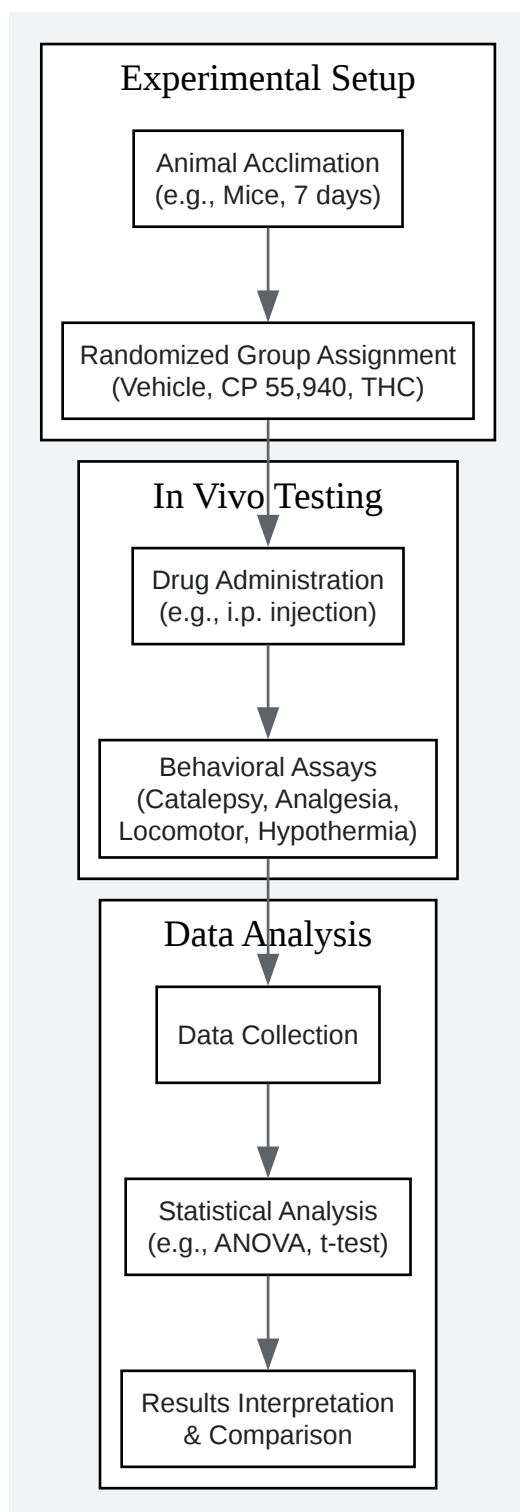 Experimental Setup
Animal Acclimation
(e.g., Mice, 7 days)
Randomized Group Assignment
(Vehicle, CP 55,940, THC)
In Vivo Testing
Drug Administration
(e.g., i.p. injection)
Behavioral Assays
(Catalepsy, Analgesia,
Locomotor, Hypothermia)
Data Analysis
Data Collection
Statistical Analysis
(e.g., ANOVA, t-test)
Results Interpretation
& Comparison